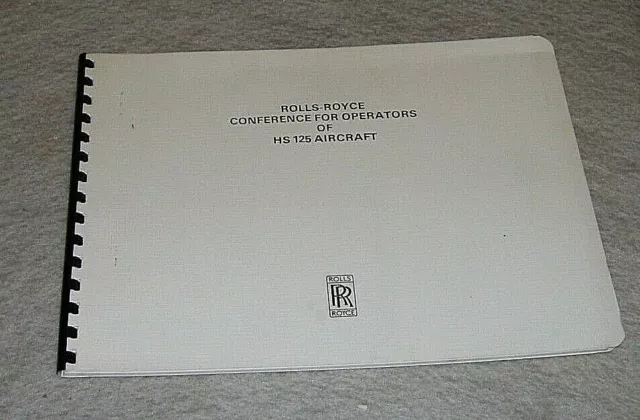 ROLLS-ROYCE
CONFERENCE FOR OPERATORS
OF
HS 125 AIRCRAFT
ROLLS
RR
ROYCE